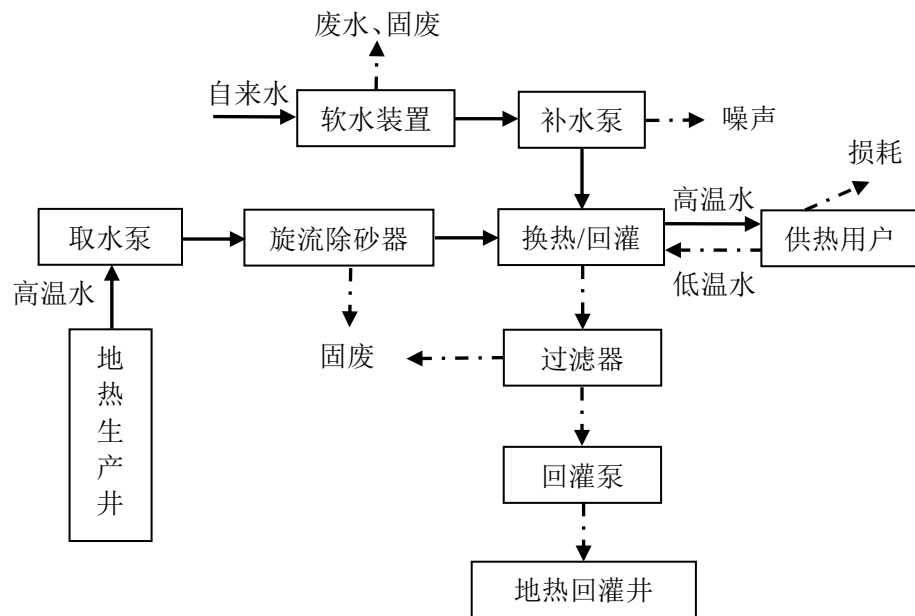 废水、固废
自来水
软水装置
补水泵
噪声
损耗
高温水
取水泵
旋流除砂器
换热/回灌
供热用户
低温水
高温水
固废
过滤器
地热生产井
回灌泵
地热回灌井